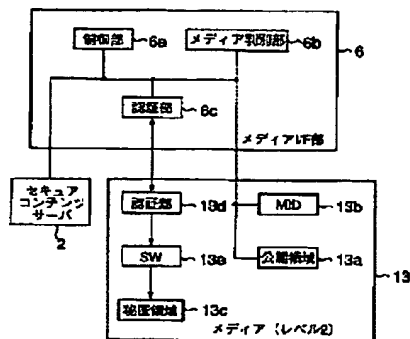 制御部
6a
メディア判別部
6b
6
認証部
6c
メディアI/F部
セキュア
コンテンツ
サーバ
2
認証部
13d
MID
13b
SW
13e
公開領域
13a
13
秘匿領域
13c
メディア (レベル2)